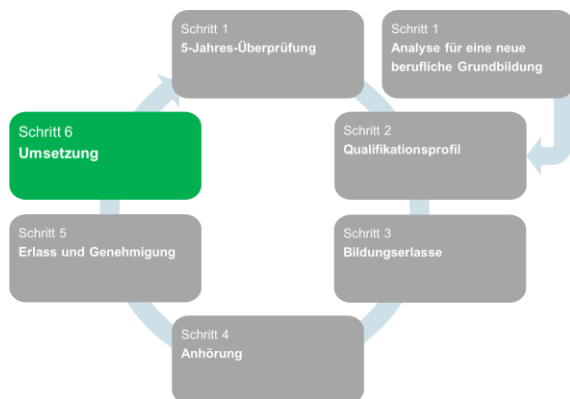 Schritt 1
5-Jahres-Überprüfung
Schritt 1
Analyse für eine neue
berufliche Grundbildung
Schritt 2
Qualifikationsprofil
Schritt 3
Bildungserlasse
Schritt 4
Anhörung
Schritt 5
Erlass und Genehmigung
Schritt 6
Umsetzung